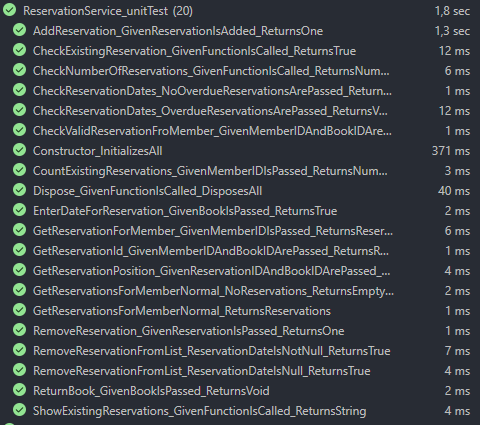 ReservationService_unitTest (20) 1,8 sec
AddReservation_GivenReservationIsAdded_ReturnsOne 1,3 sec
CheckExistingReservation_GivenFunctionIsCalled_ReturnsTrue 12 ms
CheckNumberOfReservations_GivenFunctionIsCalled_ReturnsNum... 6 ms
CheckReservationDates_NoOverdueReservationsArePassed_Return... 1 ms
CheckReservationDates_OverdueReservationsArePassed_ReturnsV... 12 ms
CheckValidReservationFroMember_GivenMemberIDAndBookIDAre... 1 ms
Constructor_InitializesAll 371 ms
CountExistingReservations_GivenMemberIDIsPassed_ReturnsNum... 3 ms
Dispose_GivenFunctionIsCalled_DisposesAll 40 ms
EnterDateForReservation_GivenBookIsPassed_ReturnsTrue 2 ms
GetReservationForMember_GivenMemberIDIsPassed_ReturnsReser... 6 ms
GetReservationId_GivenMemberIDAndBookIDArePassed_ReturnsR... 1 ms
GetReservationPosition_GivenReservationIDAndBookIDArePassed_... 4 ms
GetReservationsForMemberNormal_NoReservations_ReturnsEmpty... 2 ms
GetReservationsForMemberNormal_ReturnsReservations 1 ms
RemoveReservation_GivenReservationIsPassed_ReturnsOne 1 ms
RemoveReservationFromList_ReservationDateIsNotNull_ReturnsTrue 7 ms
RemoveReservationFromList_ReservationDateIsNull_ReturnsTrue 4 ms
ReturnBook_GivenBookIsPassed_ReturnsVoid 2 ms
ShowExistingReservations_GivenFunctionIsCalled_ReturnsString 4 ms